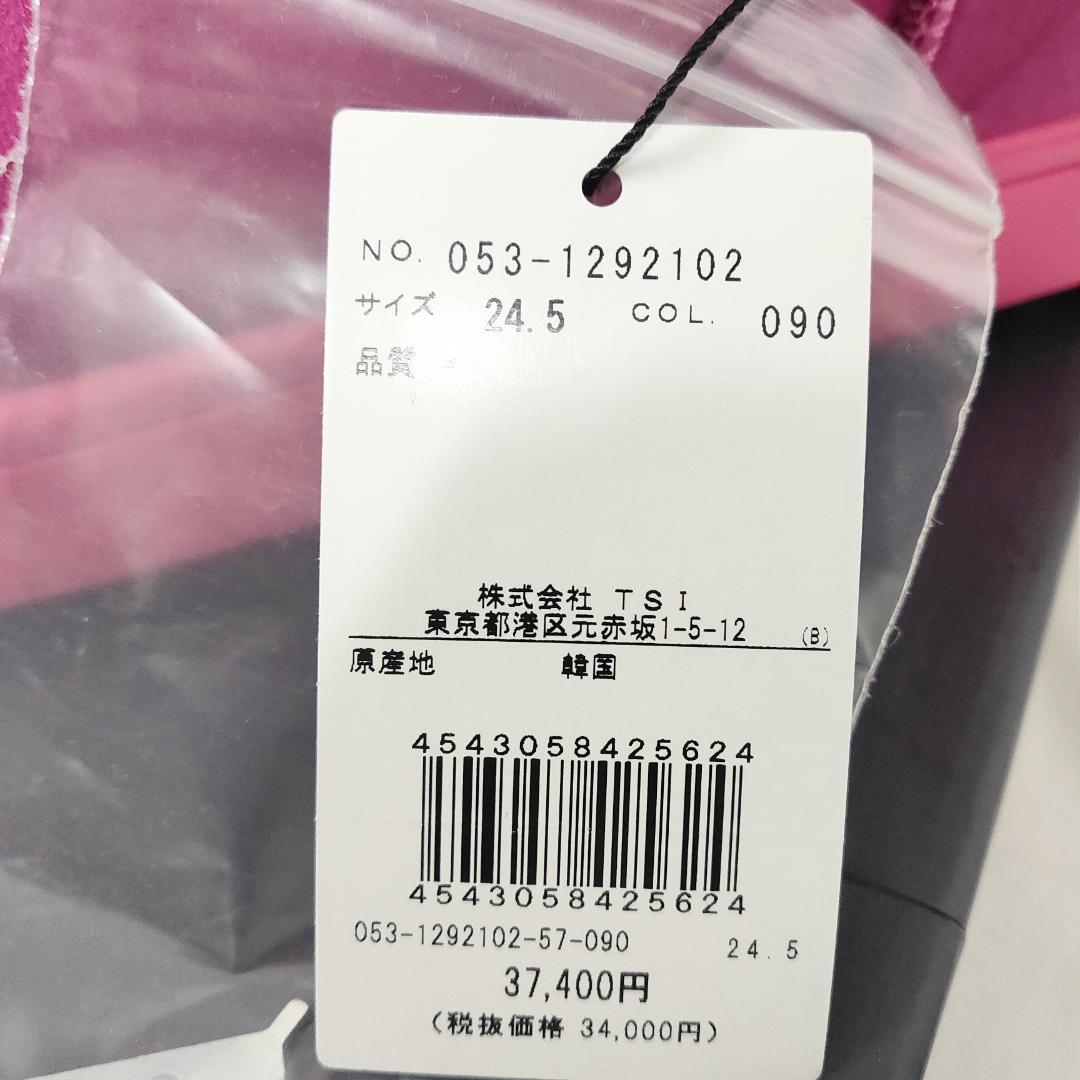 NO. 053-1292102
サイズ 24.5 COL. 090
品質
株式会社 TSI
東京都港区元赤坂1-5-12 (B)
原産地 韓国
4543058425624
4543058425624
053-1292102-57-090 24.5
37,400円
(税抜価格 34,000円)